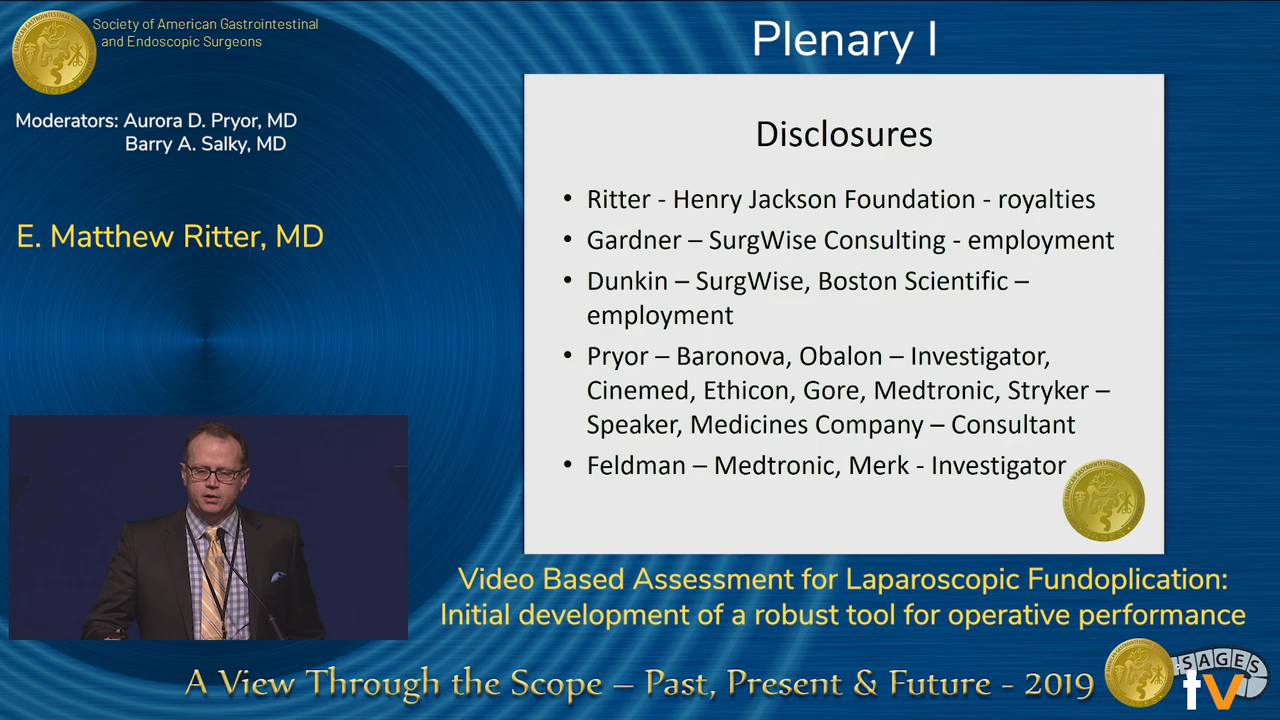 Society of American Gastrointestinal
and Endoscopic Surgeons
Moderators: Aurora D. Pryor, MD
Barry A. Salky, MD
E. Matthew Ritter, MD
Plenary I
Disclosures
• Ritter - Henry Jackson Foundation - royalties
• Gardner – SurgWise Consulting - employment
• Dunkin – SurgWise, Boston Scientific –
employment
• Pryor – Baronova, Obalon – Investigator,
Cinemed, Ethicon, Gore, Medtronic, Stryker –
Speaker, Medicines Company – Consultant
• Feldman – Medtronic, Merk - Investigator
Video Based Assessment for Laparoscopic Fundoplication:
Initial development of a robust tool for operative performance
A View Through the Scope – Past, Present & Future - 2019
SAGES
tv